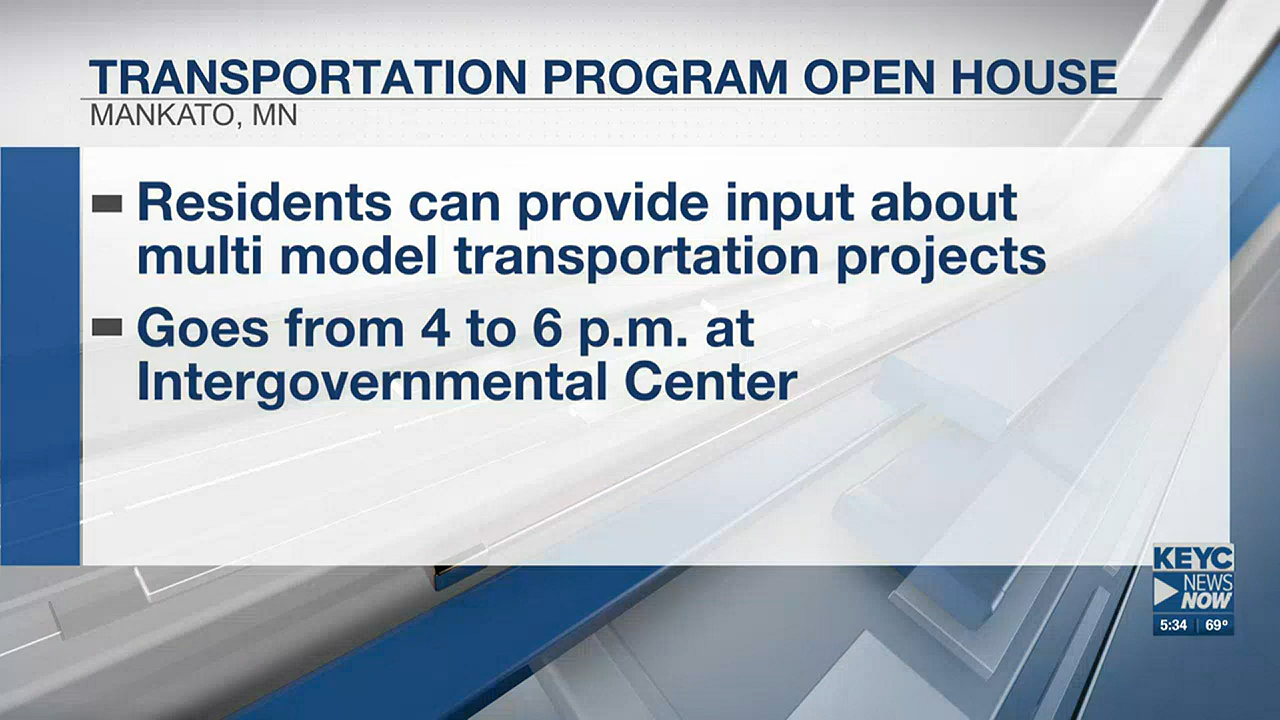 TRANSPORTATION PROGRAM OPEN HOUSE
MANKATO, MN
Residents can provide input about
multi model transportation projects
Goes from 4 to 6 p.m. at
Intergovernmental Center
KEYC
NEWS
NOW
5:34 69°